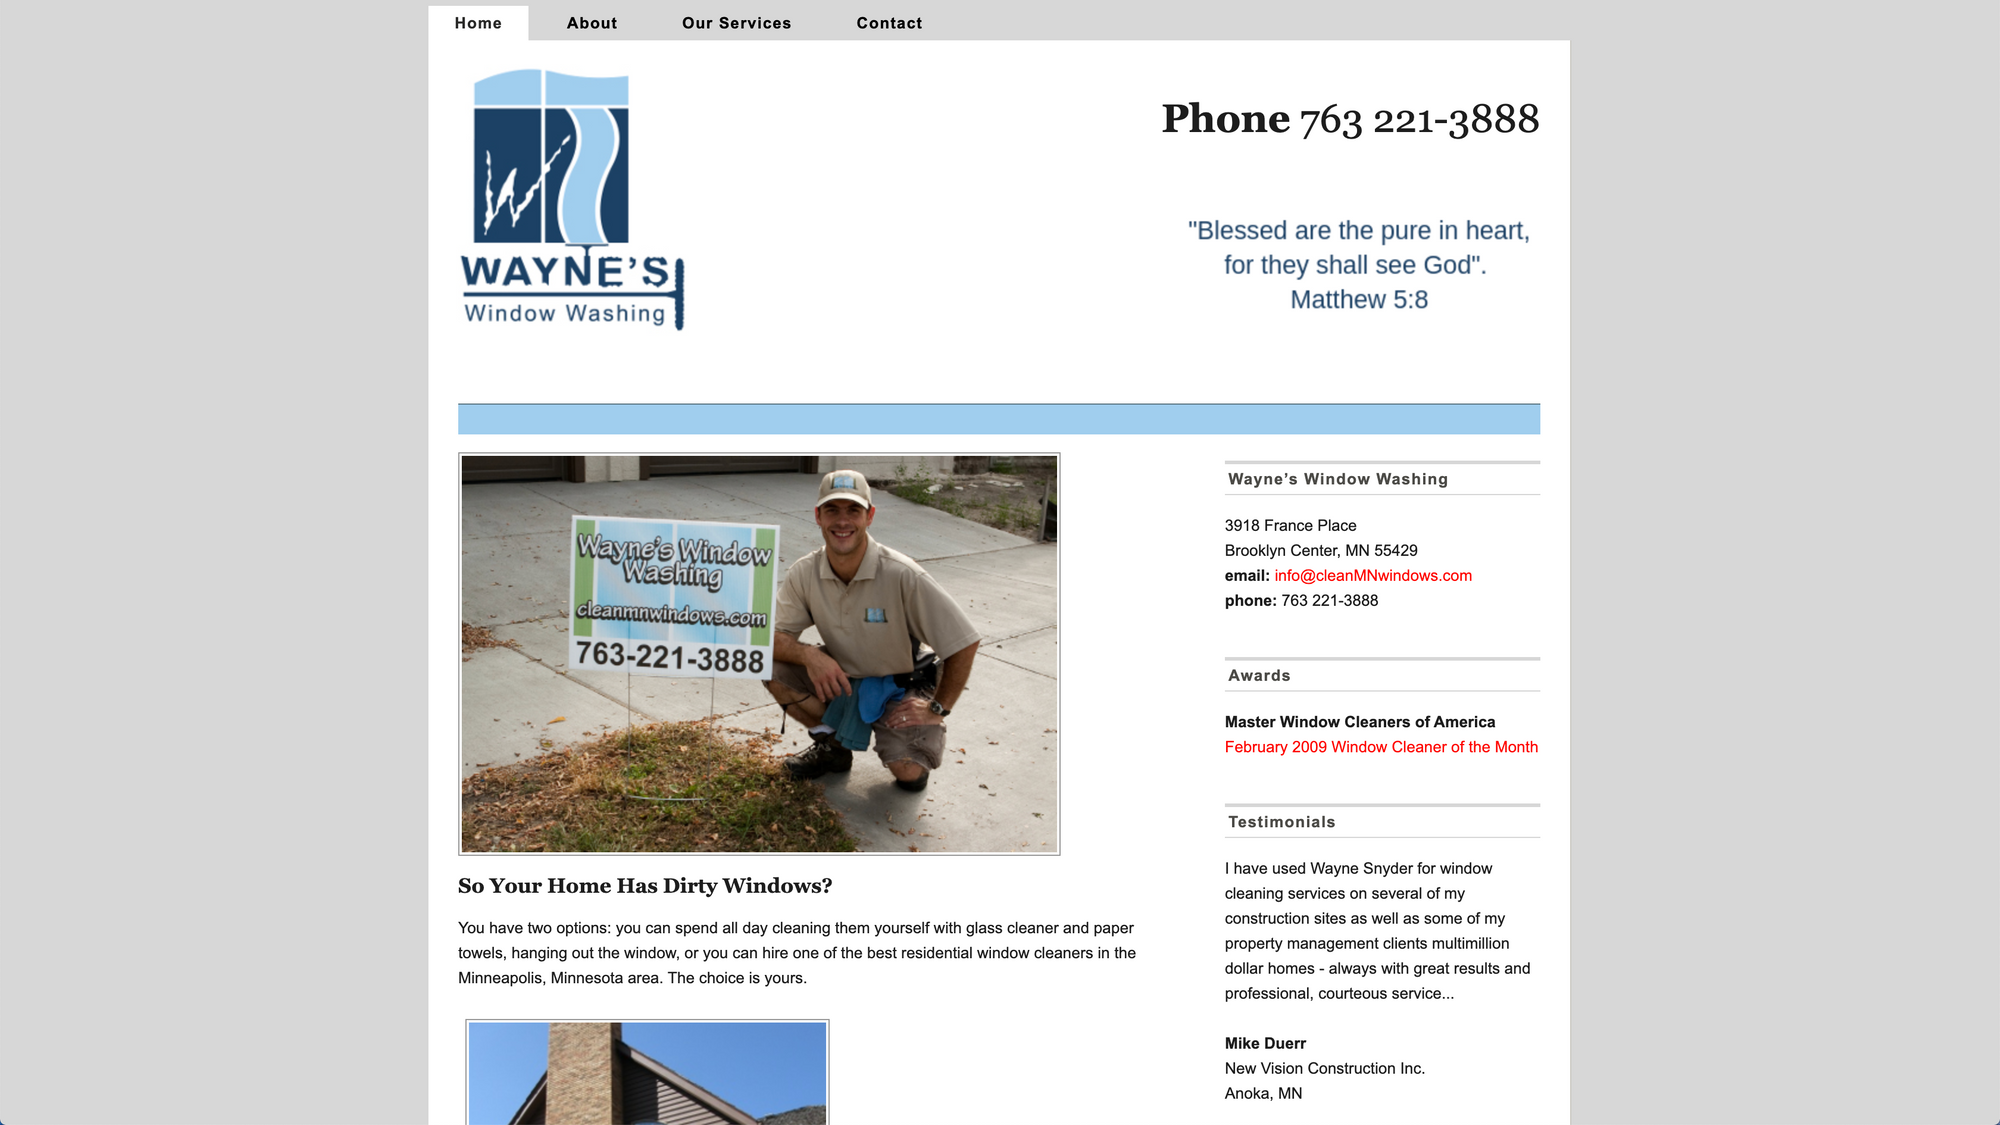 Home
About
Our Services
Contact
W
WAYNE'S
Window Washing
Phone 763 221-3888
"Blessed are the pure in heart,
for they shall see God".
Matthew 5:8
Wayne's Window
Washing
cleanmnwindows.com
763-221-3888
So Your Home Has Dirty Windows?
You have two options: you can spend all day cleaning them yourself with glass cleaner and paper
towels, hanging out the window, or you can hire one of the best residential window cleaners in the
Minneapolis, Minnesota area. The choice is yours.
Wayne’s Window Washing
3918 France Place
Brooklyn Center, MN 55429
email: info@cleanMNwindows.com
phone: 763 221-3888
Awards
Master Window Cleaners of America
February 2009 Window Cleaner of the Month
Testimonials
I have used Wayne Snyder for window
cleaning services on several of my
construction sites as well as some of my
property management clients multimillion
dollar homes - always with great results and
professional, courteous service...
Mike Duerr
New Vision Construction Inc.
Anoka, MN